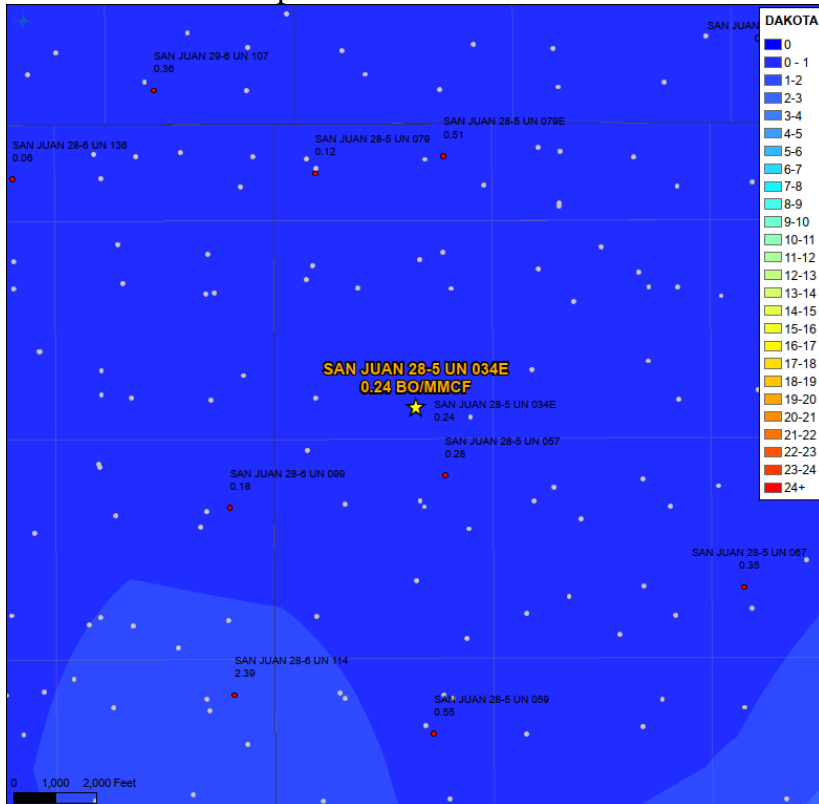 SAN JUAN
DAKOTA
0
0 - 1
1-2
2-3
3-4
4-5
5-6
6-7
7-8
8-9
9-10
10-11
11-12
12-13
13-14
14-15
15-16
16-17
17-18
18-19
19-20
20-21
21-22
22-23
23-24
24+
SAN JUAN 29-6 UN 107
0.36
SAN JUAN 28-5 UN 079E
0.51
SAN JUAN 28-5 UN 079
0.12
SAN JUAN 28-6 UN 136
0.06
SAN JUAN 28-5 UN 034E
0.24 BO/MMCF
SAN JUAN 28-5 UN 034E
0.24
SAN JUAN 28-5 UN 057
0.28
SAN JUAN 28-6 UN 099
0.18
SAN JUAN 28-5 UN 067
0.35
SAN JUAN 28-6 UN 114
2.39
SAN JUAN 28-5 UN 059
0.55
0 1,000 2,000 Feet